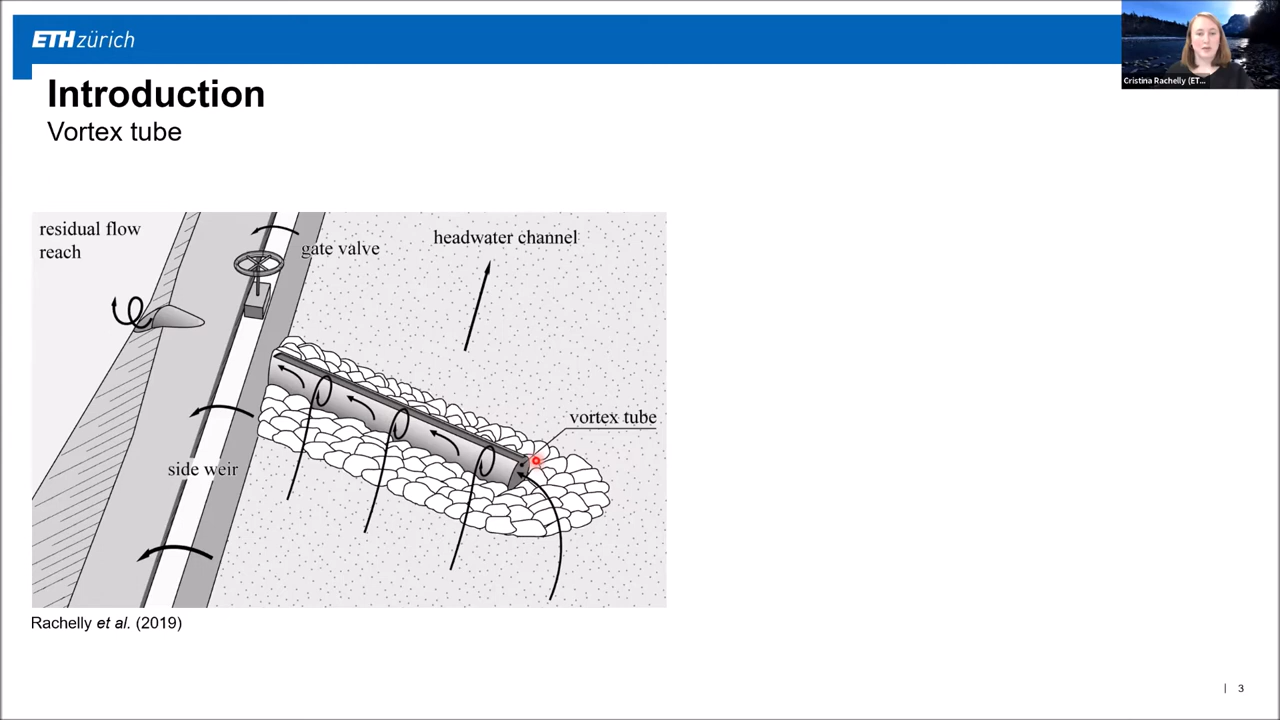 ETH zürich
Cristina Rachelly (ET...
Introduction
Vortex tube
residual flow
reach
gate valve
headwater channel
vortex tube
side weir
Rachelly et al. (2019)
| 3